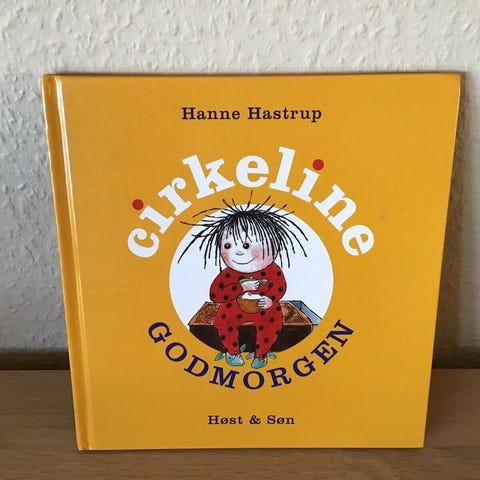 Hanne Hastrup
cirkeline
GODMORGEN
Høst & Søn